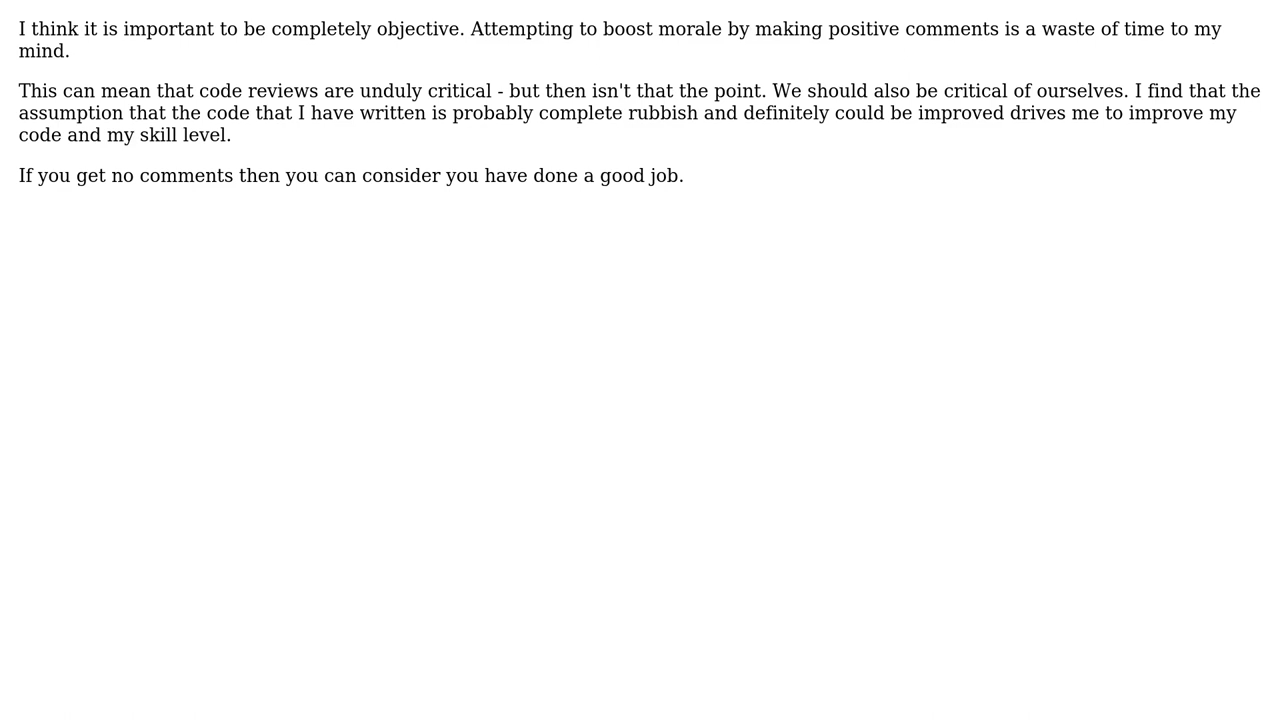 I think it is important to be completely objective. Attempting to boost morale by making positive comments is a waste of time to my
mind.
This can mean that code reviews are unduly critical - but then isn't that the point. We should also be critical of ourselves. I find that the
assumption that the code that I have written is probably complete rubbish and definitely could be improved drives me to improve my
code and my skill level.
If you get no comments then you can consider you have done a good job.